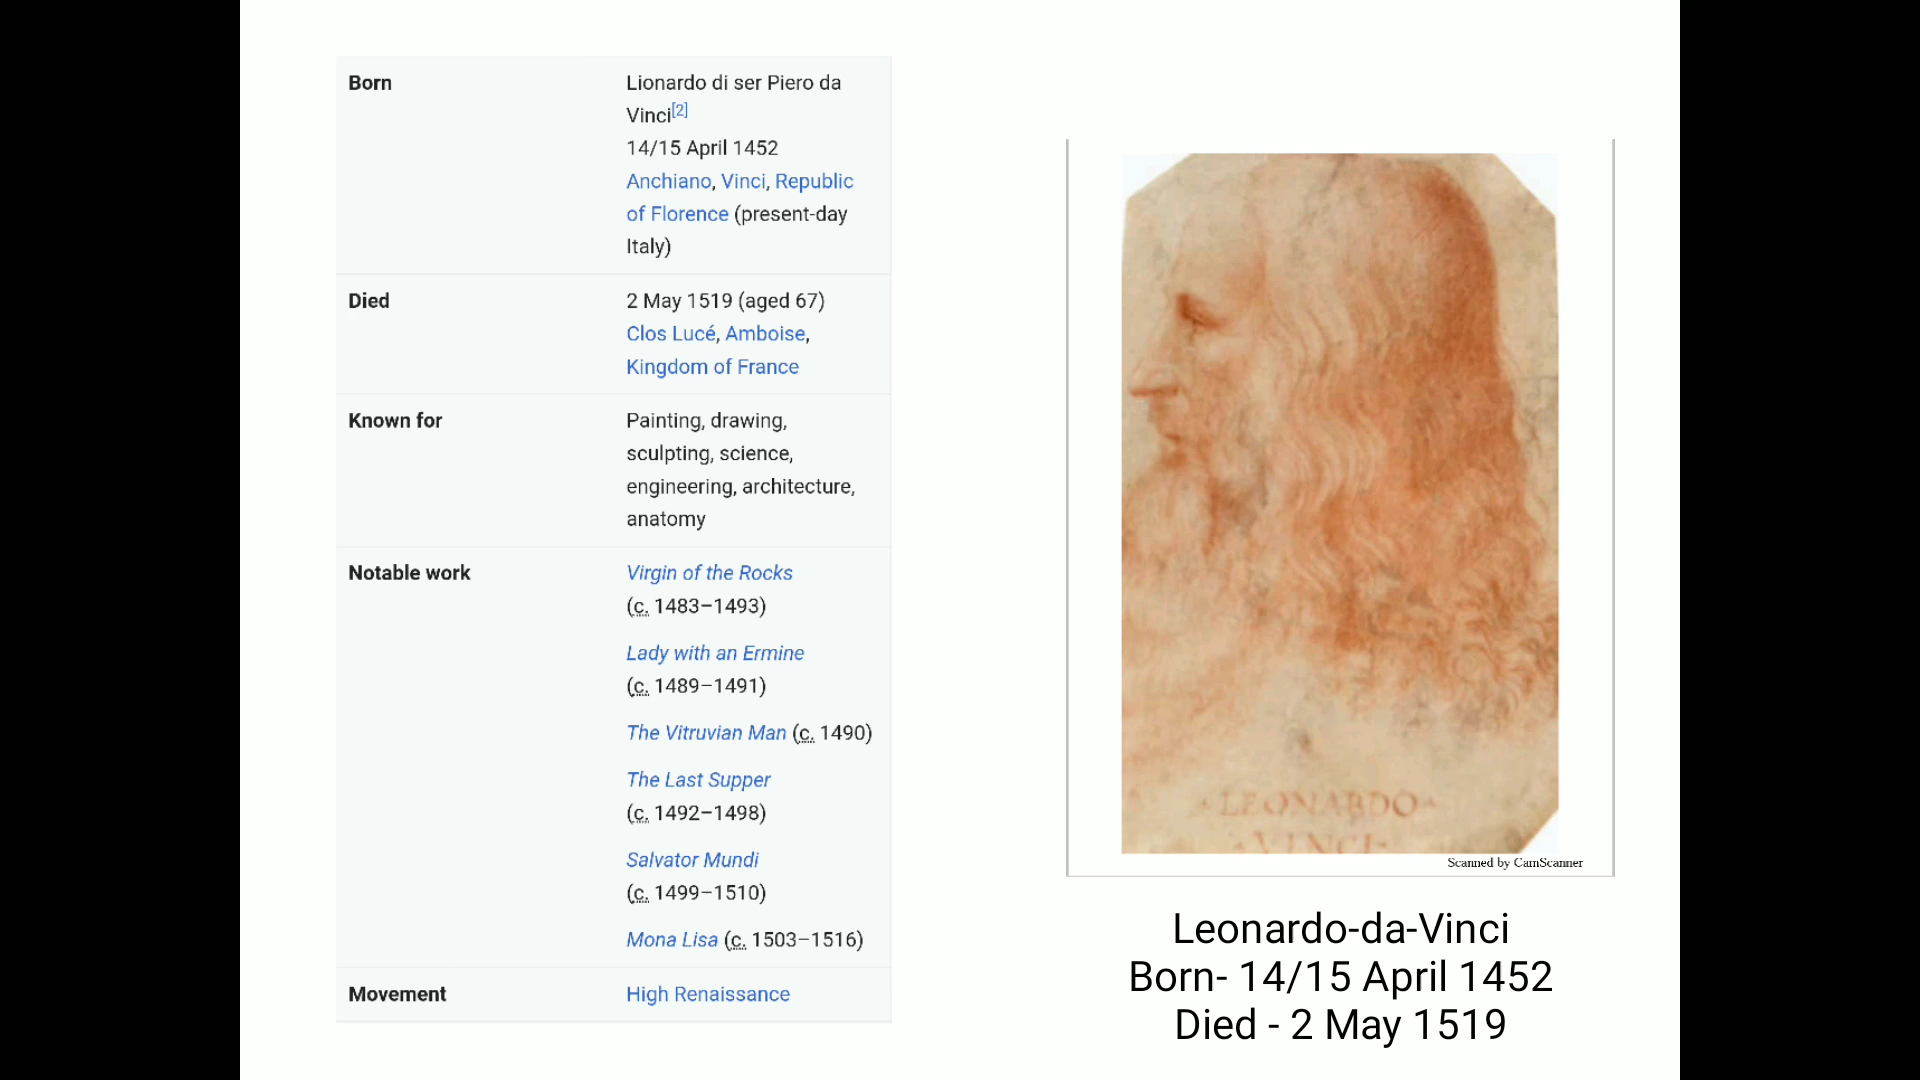 Born
Lionardo di ser Piero da
Vinci[2]
14/15 April 1452
Anchiano, Vinci, Republic
of Florence (present-day
Italy)
Died
2 May 1519 (aged 67)
Clos Lucé, Amboise,
Kingdom of France
Known for
Painting, drawing,
sculpting, science,
engineering, architecture,
anatomy
Notable work
Virgin of the Rocks
(c. 1483–1493)
Lady with an Ermine
(c. 1489–1491)
The Vitruvian Man (c. 1490)
The Last Supper
(c. 1492–1498)
Salvator Mundi
(c. 1499–1510)
Mona Lisa (c. 1503–1516)
Movement
High Renaissance
LEONARDO
VINCI
Scanned by CamScanner
Leonardo-da-Vinci
Born- 14/15 April 1452
Died - 2 May 1519